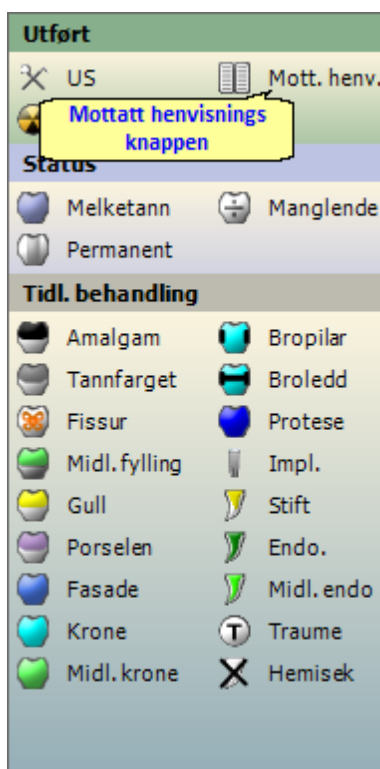 Utført
US
Mott. henv.
Mottatt henvisnings
knappen
Status
Melketann
Manglende
Permanent
Tidl. behandling
Amalgam
Bropilar
Tannfarget
Broledd
Fissur
Protese
Midl. fylling
Impl.
Gull
Stift
Porselen
Endo.
Fasade
Midl. endo
Krone
T
Traume
Midl. krone
Hemisek